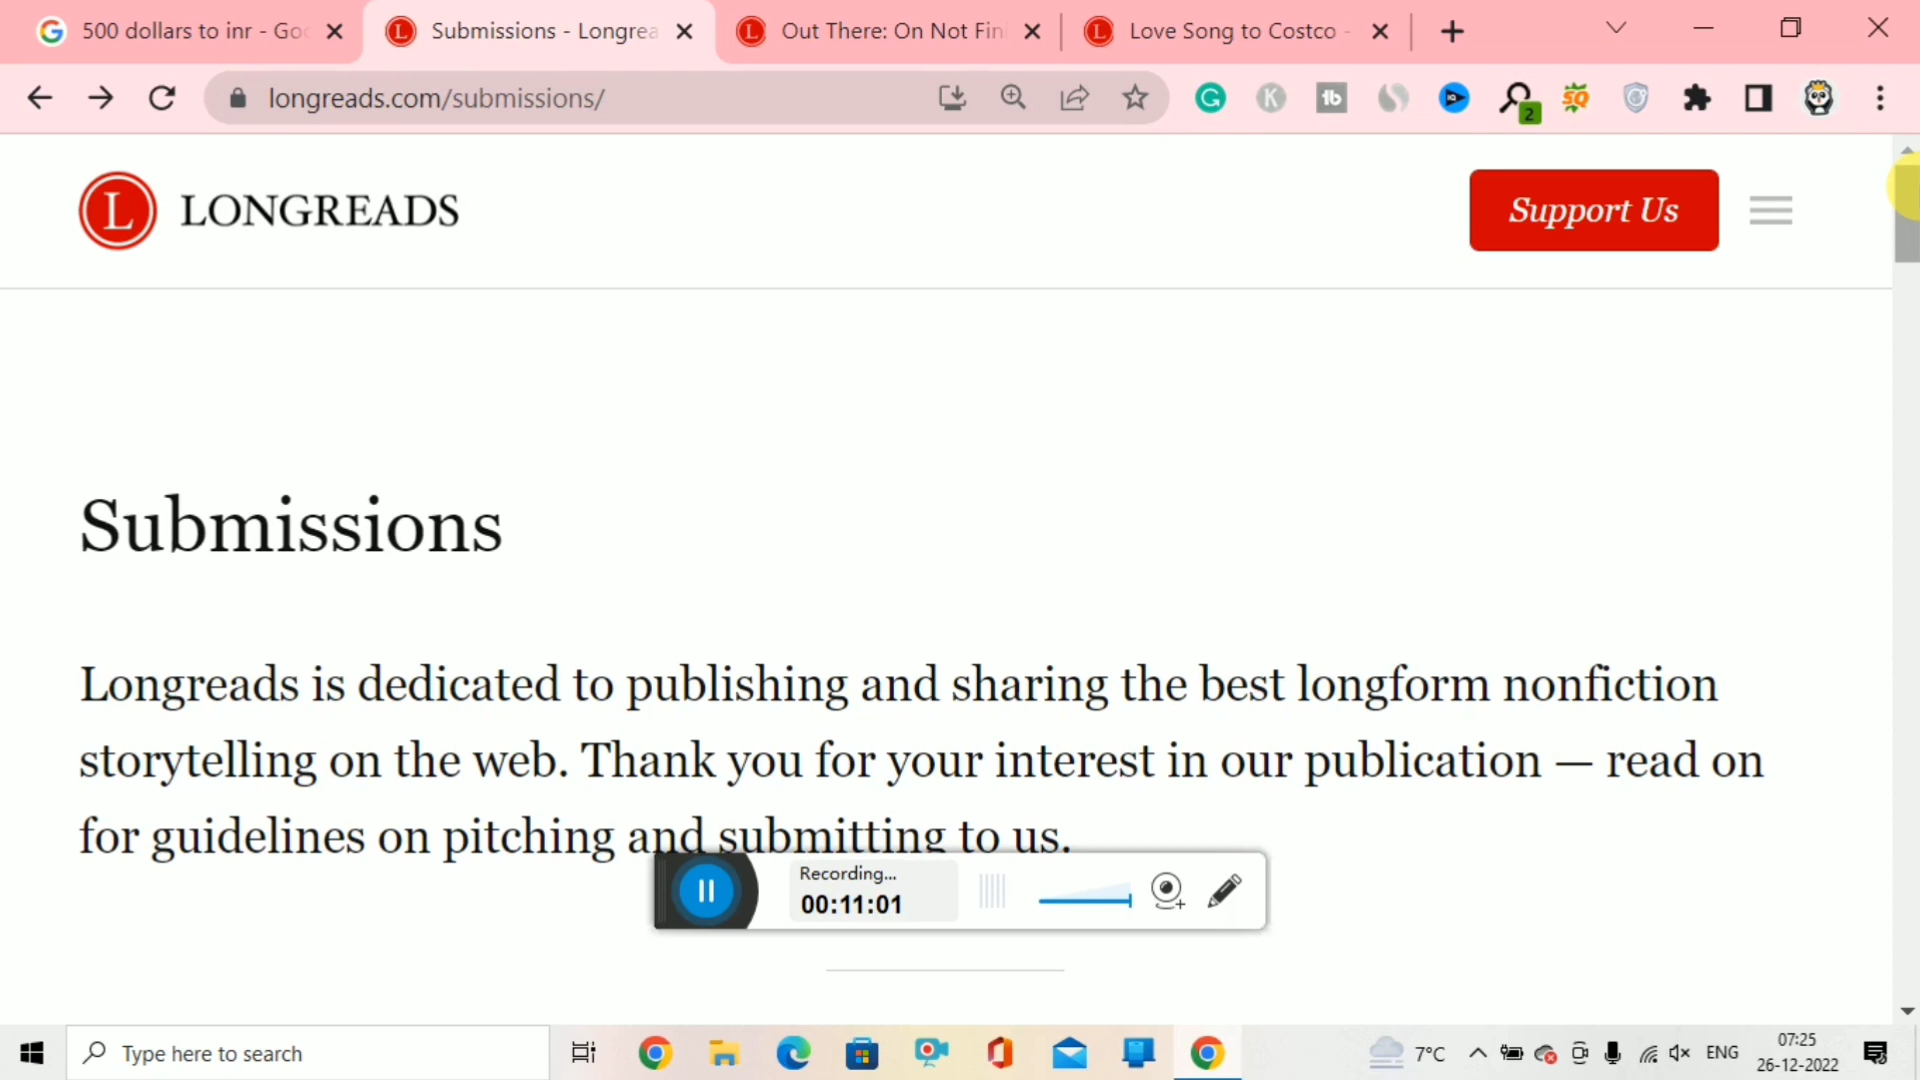 500 dollars to inr - Goo
Submissions - Longrea
Out There: On Not Fin
Love Song to Costco -
longreads.com/submissions/
2
L LONGREADS
Support Us
Submissions
Longreads is dedicated to publishing and sharing the best longform nonfiction
storytelling on the web. Thank you for your interest in our publication — read on
for guidelines on pitching and submitting to us.
Recording...
00:11:01
Type here to search
7°C
ENG
07:25
26-12-2022